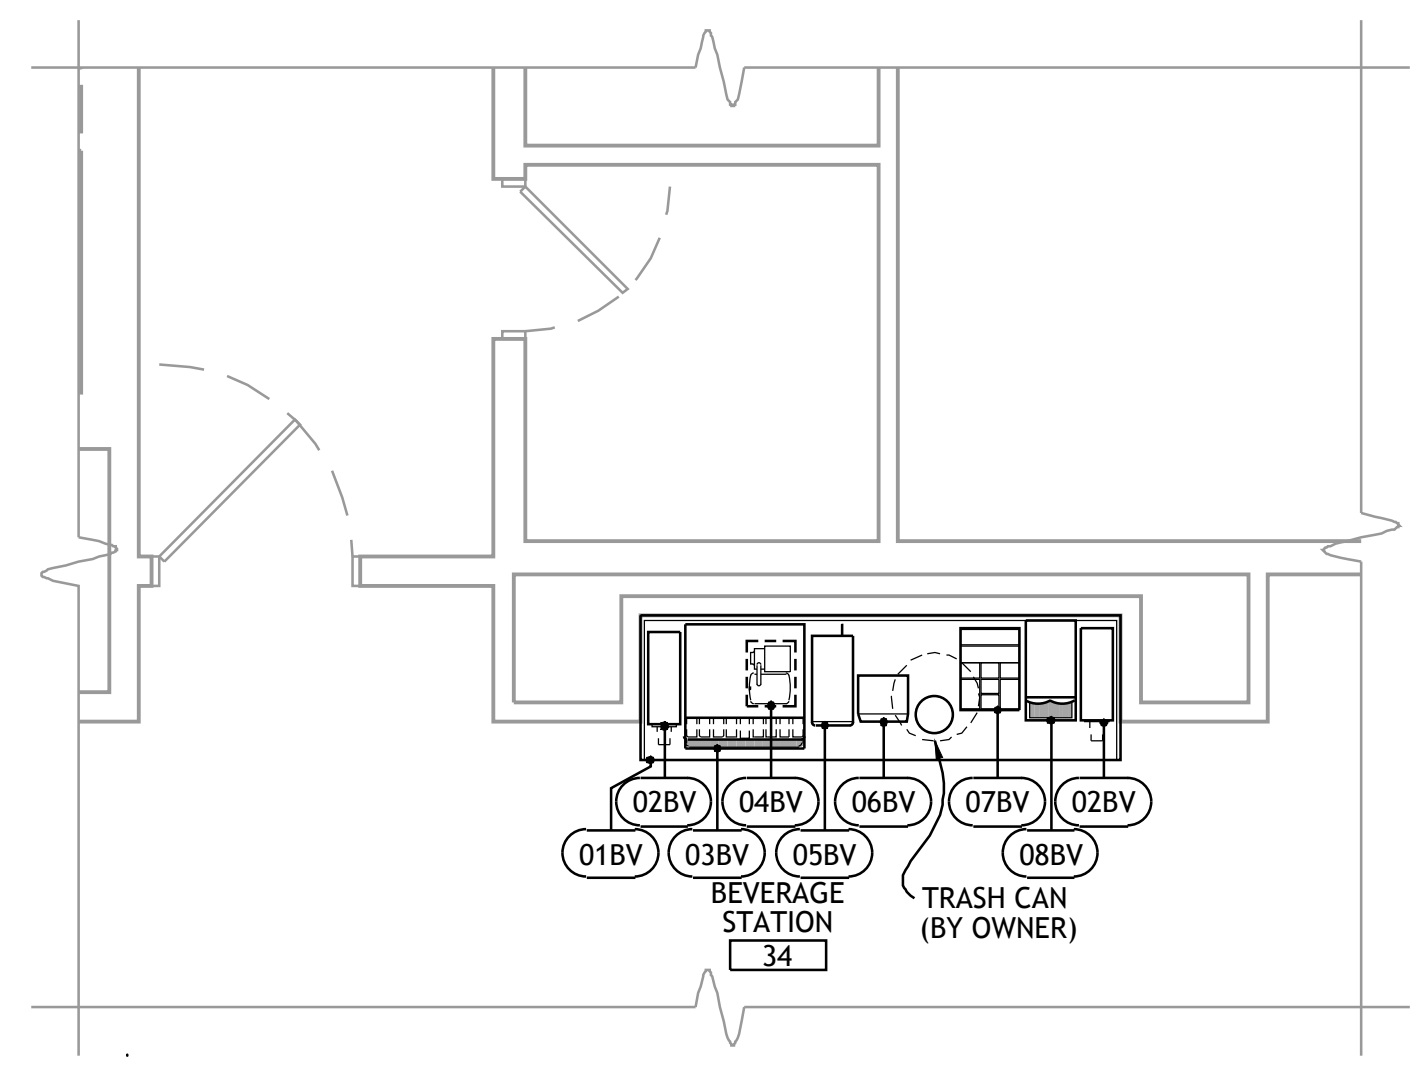 02BV
04BV
06BV
07BV
02BV
01BV
03BV
05BV
08BV
BEVERAGE
STATION
34
TRASH CAN
(BY OWNER)